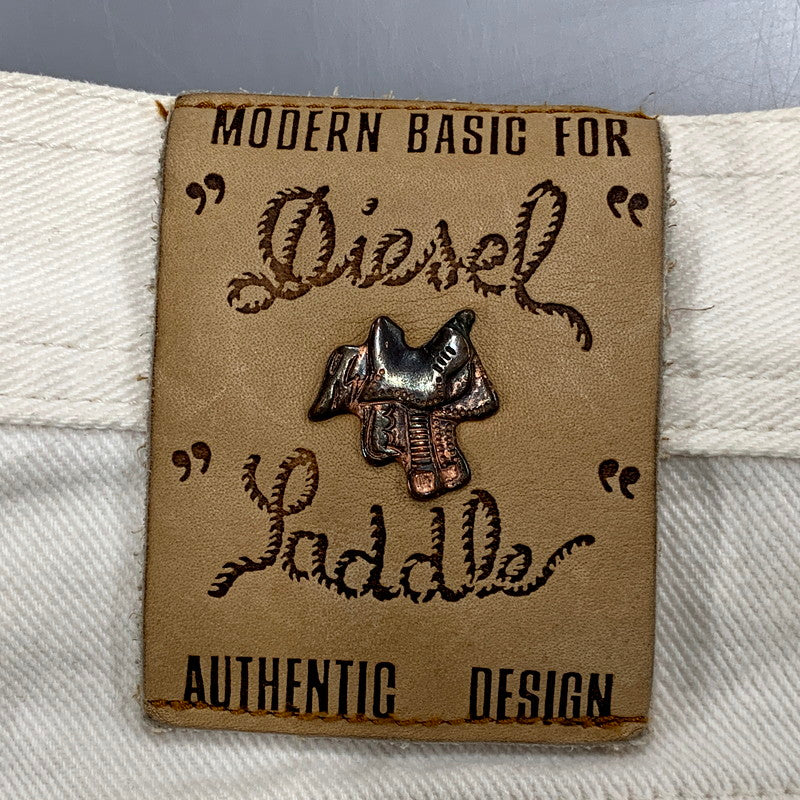 MODERN BASIC FOR
” Diesel “
” Saddle “
AUTHENTIC DESIGN